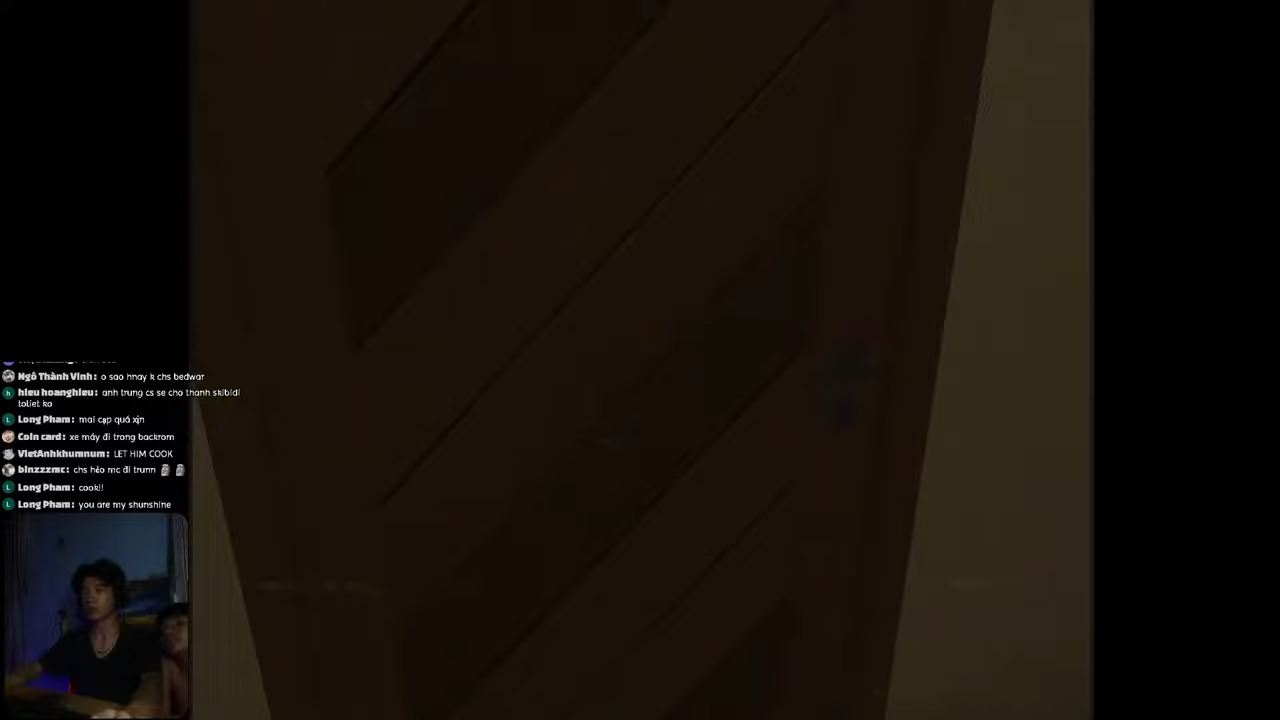 Ngô Thành Vinh : o sao hnay k chs bedwar
hieu hoanghieu : anh trung cs se cho thanh skibidi
toliet ko
Long Pham : mai cạp quá xịn
Coin card : xe máy đi trong backrom
VietAnhkhumnum : LET HIM COOK
binzzzmc : chs hèo mc đi trunn 🗿 🗿
Long Pham : cook!!
Long Pham : you are my shunshine